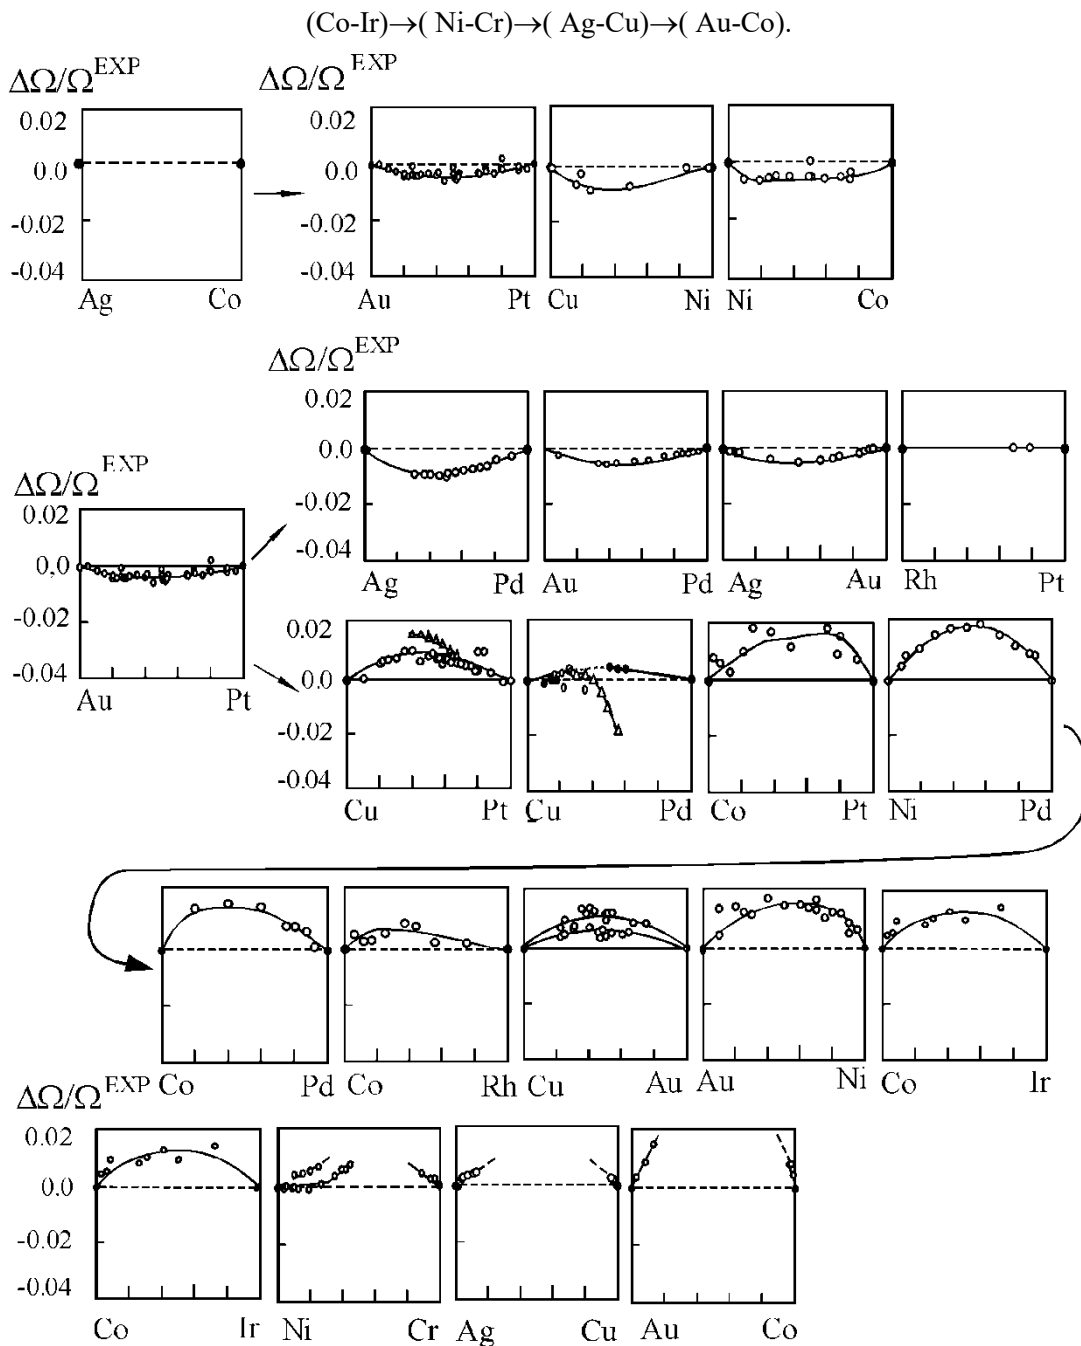 (Co-Ir)→( Ni-Cr)→( Ag-Cu)→( Au-Co).
ΔΩ/Ω^EXP ΔΩ/Ω^EXP
0.02 0.02
0.0 0.0
-0.02 -0.02
-0.04 -0.04
Ag Co Au Pt Cu Ni Ni Co
ΔΩ/Ω^EXP
0.02
0.0
-0.02
-0.04
Ag Pd Au Pd Ag Au Rh Pt
ΔΩ/Ω^EXP
0.02
0,0
-0.02
-0.04
Au Pt
0.02
0.0
-0.02
-0.04
Cu Pt Cu Pd Co Pt Ni Pd
Co Pd Co Rh Cu Au Au Ni Co Ir
ΔΩ/Ω^EXP
0.02
0.0
-0.02
-0.04
Co Ir Ni Cr Ag Cu Au Co